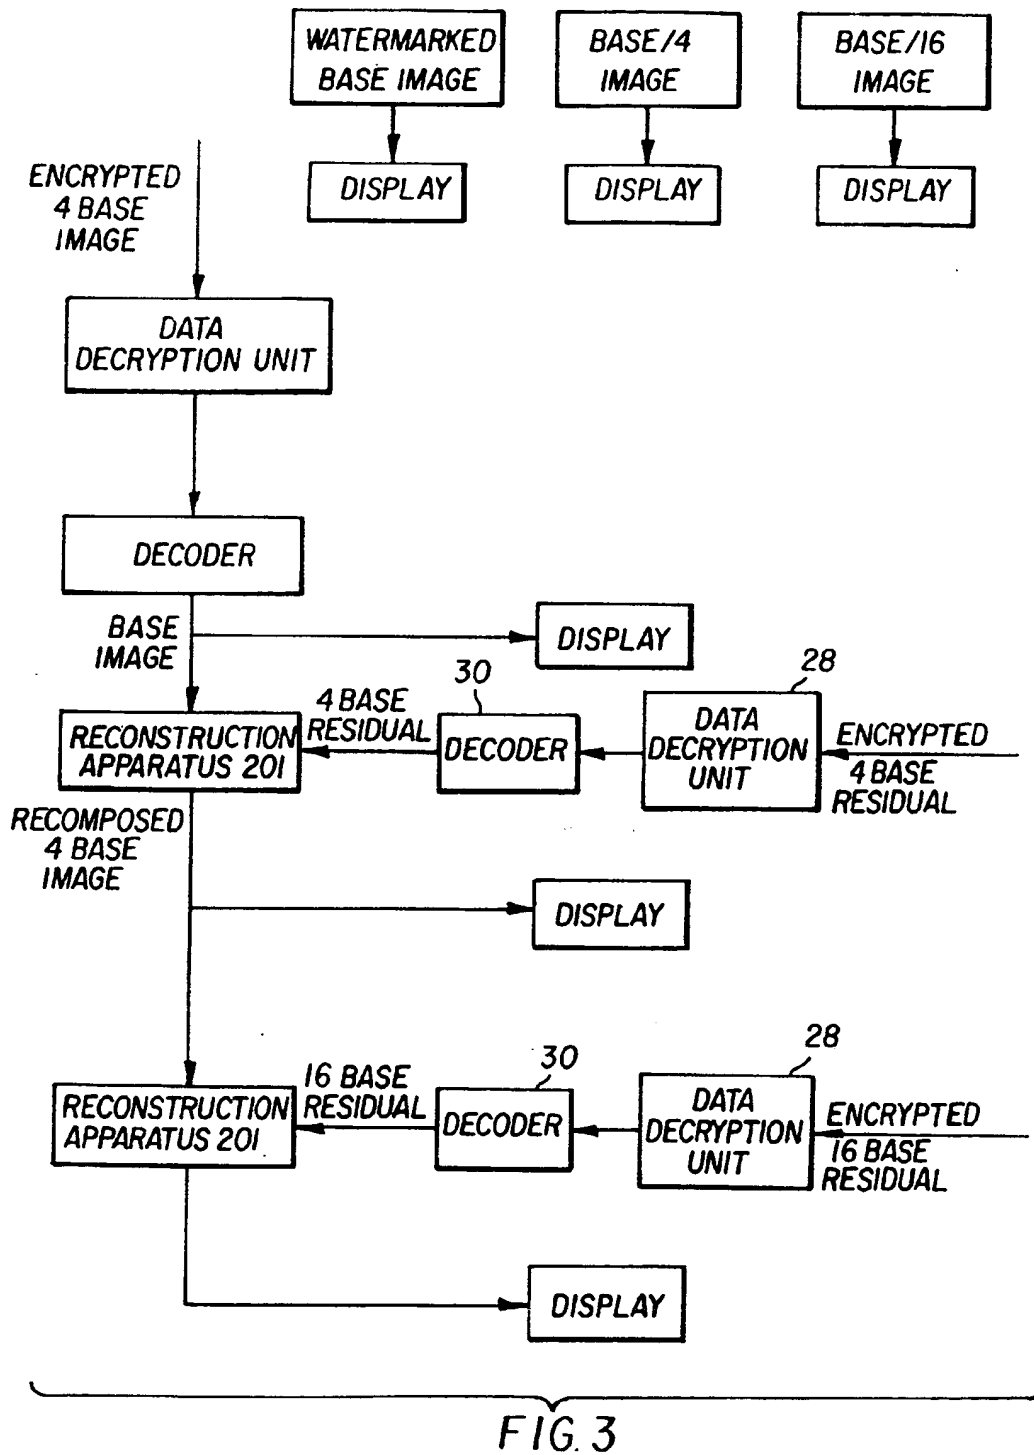 WATERMARKED
BASE IMAGE
BASE/4
IMAGE
BASE/16
IMAGE
DISPLAY
DISPLAY
DISPLAY
ENCRYPTED
4 BASE
IMAGE
DATA
DECRYPTION UNIT
DECODER
BASE
IMAGE
DISPLAY
RECONSTRUCTION
APPARATUS 201
4 BASE
RESIDUAL
30
DECODER
28
DATA
DECRYPTION
UNIT
ENCRYPTED
4 BASE
RESIDUAL
RECOMPOSED
4 BASE
IMAGE
DISPLAY
RECONSTRUCTION
APPARATUS 201
16 BASE
RESIDUAL
30
DECODER
28
DATA
DECRYPTION
UNIT
ENCRYPTED
16 BASE
RESIDUAL
DISPLAY
FIG. 3